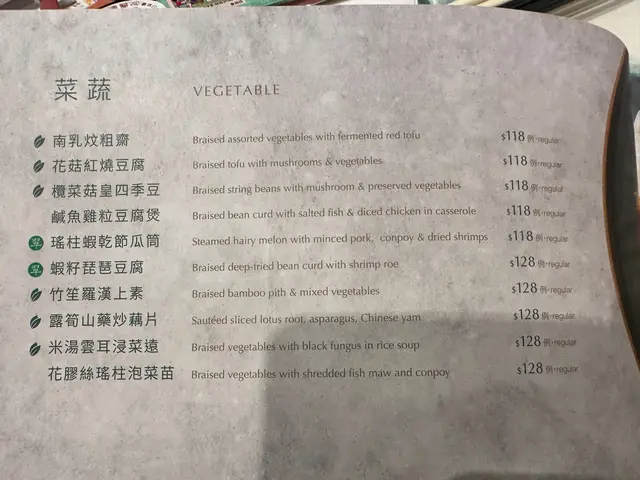 菜蔬 VEGETABLE
南乳炆粗齋 Braised assorted vegetables with fermented red tofu $118 例·regular
花菇紅燒豆腐 Braised tofu with mushrooms & vegetables $118 例·regular
欖菜菇皇四季豆 Braised string beans with mushroom & preserved vegetables $118 例·regular
鹹魚雞粒豆腐煲 Braised bean curd with salted fish & diced chicken in casserole $118 例·regular
翠 瑤柱蝦乾節瓜筒 Steamed hairy melon with minced pork, conpoy & dried shrimps $118 例·regular
翠 蝦籽琵琶豆腐 Braised deep-tried bean curd with shrimp roe $128 例·regular
竹笙羅漢上素 Braised bamboo pith & mixed vegetables $128 例·regular
露筍山藥炒藕片 Sautéed sliced lotus root, asparagus, Chinese yam $128 例·regular
米湯雲耳浸菜遠 Braised vegetables with black fungus in rice soup $128 例·regular
花膠絲瑤柱泡菜苗 Braised vegetables with shredded fish maw and conpoy $128 例·regular